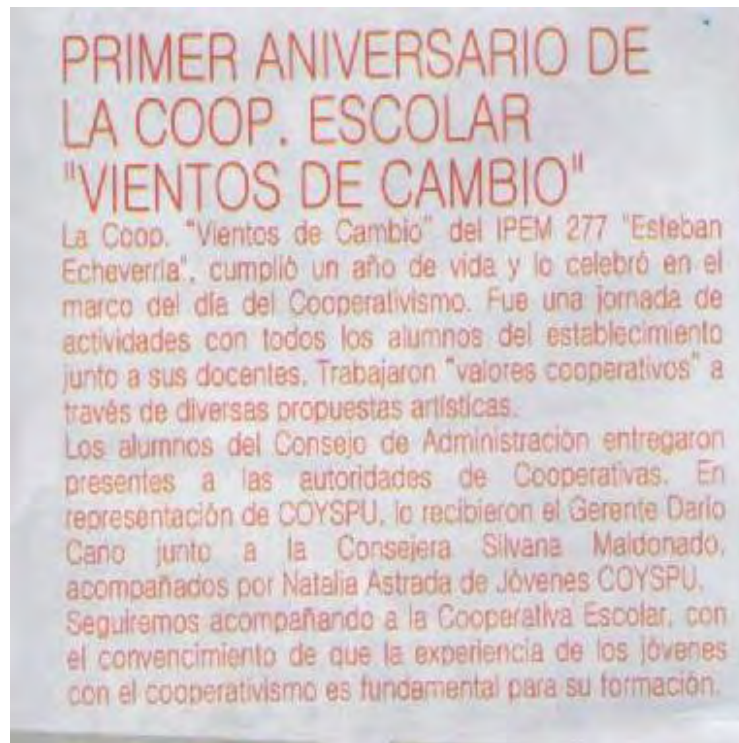 PRIMER ANIVERSARIO DE
LA COOP. ESCOLAR
"VIENTOS DE CAMBIO"
La Coop. "Vientos de Cambio" del IPEM 277 "Esteban
Echeverría", cumplió un año de vida y lo celebró en el
marco del día del Cooperativismo. Fue una jornada de
actividades con todos los alumnos del establecimiento
junto a sus docentes. Trabajaron "valores cooperativos" a
través de diversas propuestas artísticas.
Los alumnos del Consejo de Administración entregaron
presentes a las autoridades de Cooperativas. En
representación de COYSPU, lo recibieron el Gerente Darío
Cano junto a la Consejera Silvana Maldonado,
acompañados por Natalia Astrada de Jóvenes COYSPU.
Seguiremos acompañando a la Cooperativa Escolar, con
el convencimiento de que la experiencia de los jóvenes
con el cooperativismo es fundamental para su formación.